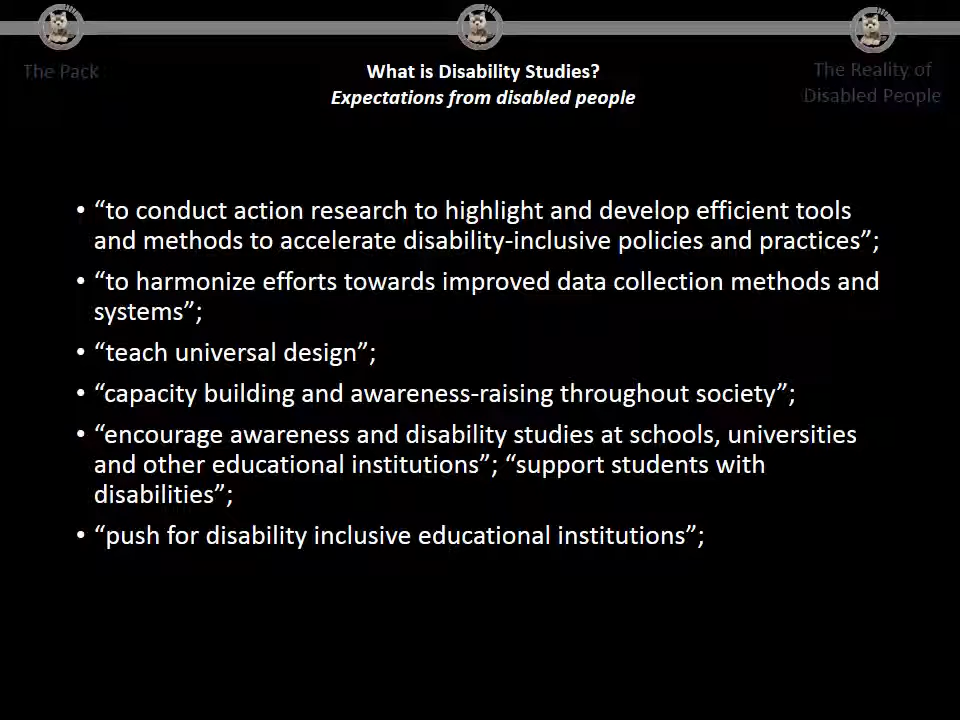 The Pack
What is Disability Studies?
Expectations from disabled people
The Reality of
Disabled People
• “to conduct action research to highlight and develop efficient tools
and methods to accelerate disability-inclusive policies and practices”;
• “to harmonize efforts towards improved data collection methods and
systems”;
• “teach universal design”;
• “capacity building and awareness-raising throughout society”;
• “encourage awareness and disability studies at schools, universities
and other educational institutions”; “support students with
disabilities”;
• “push for disability inclusive educational institutions”;